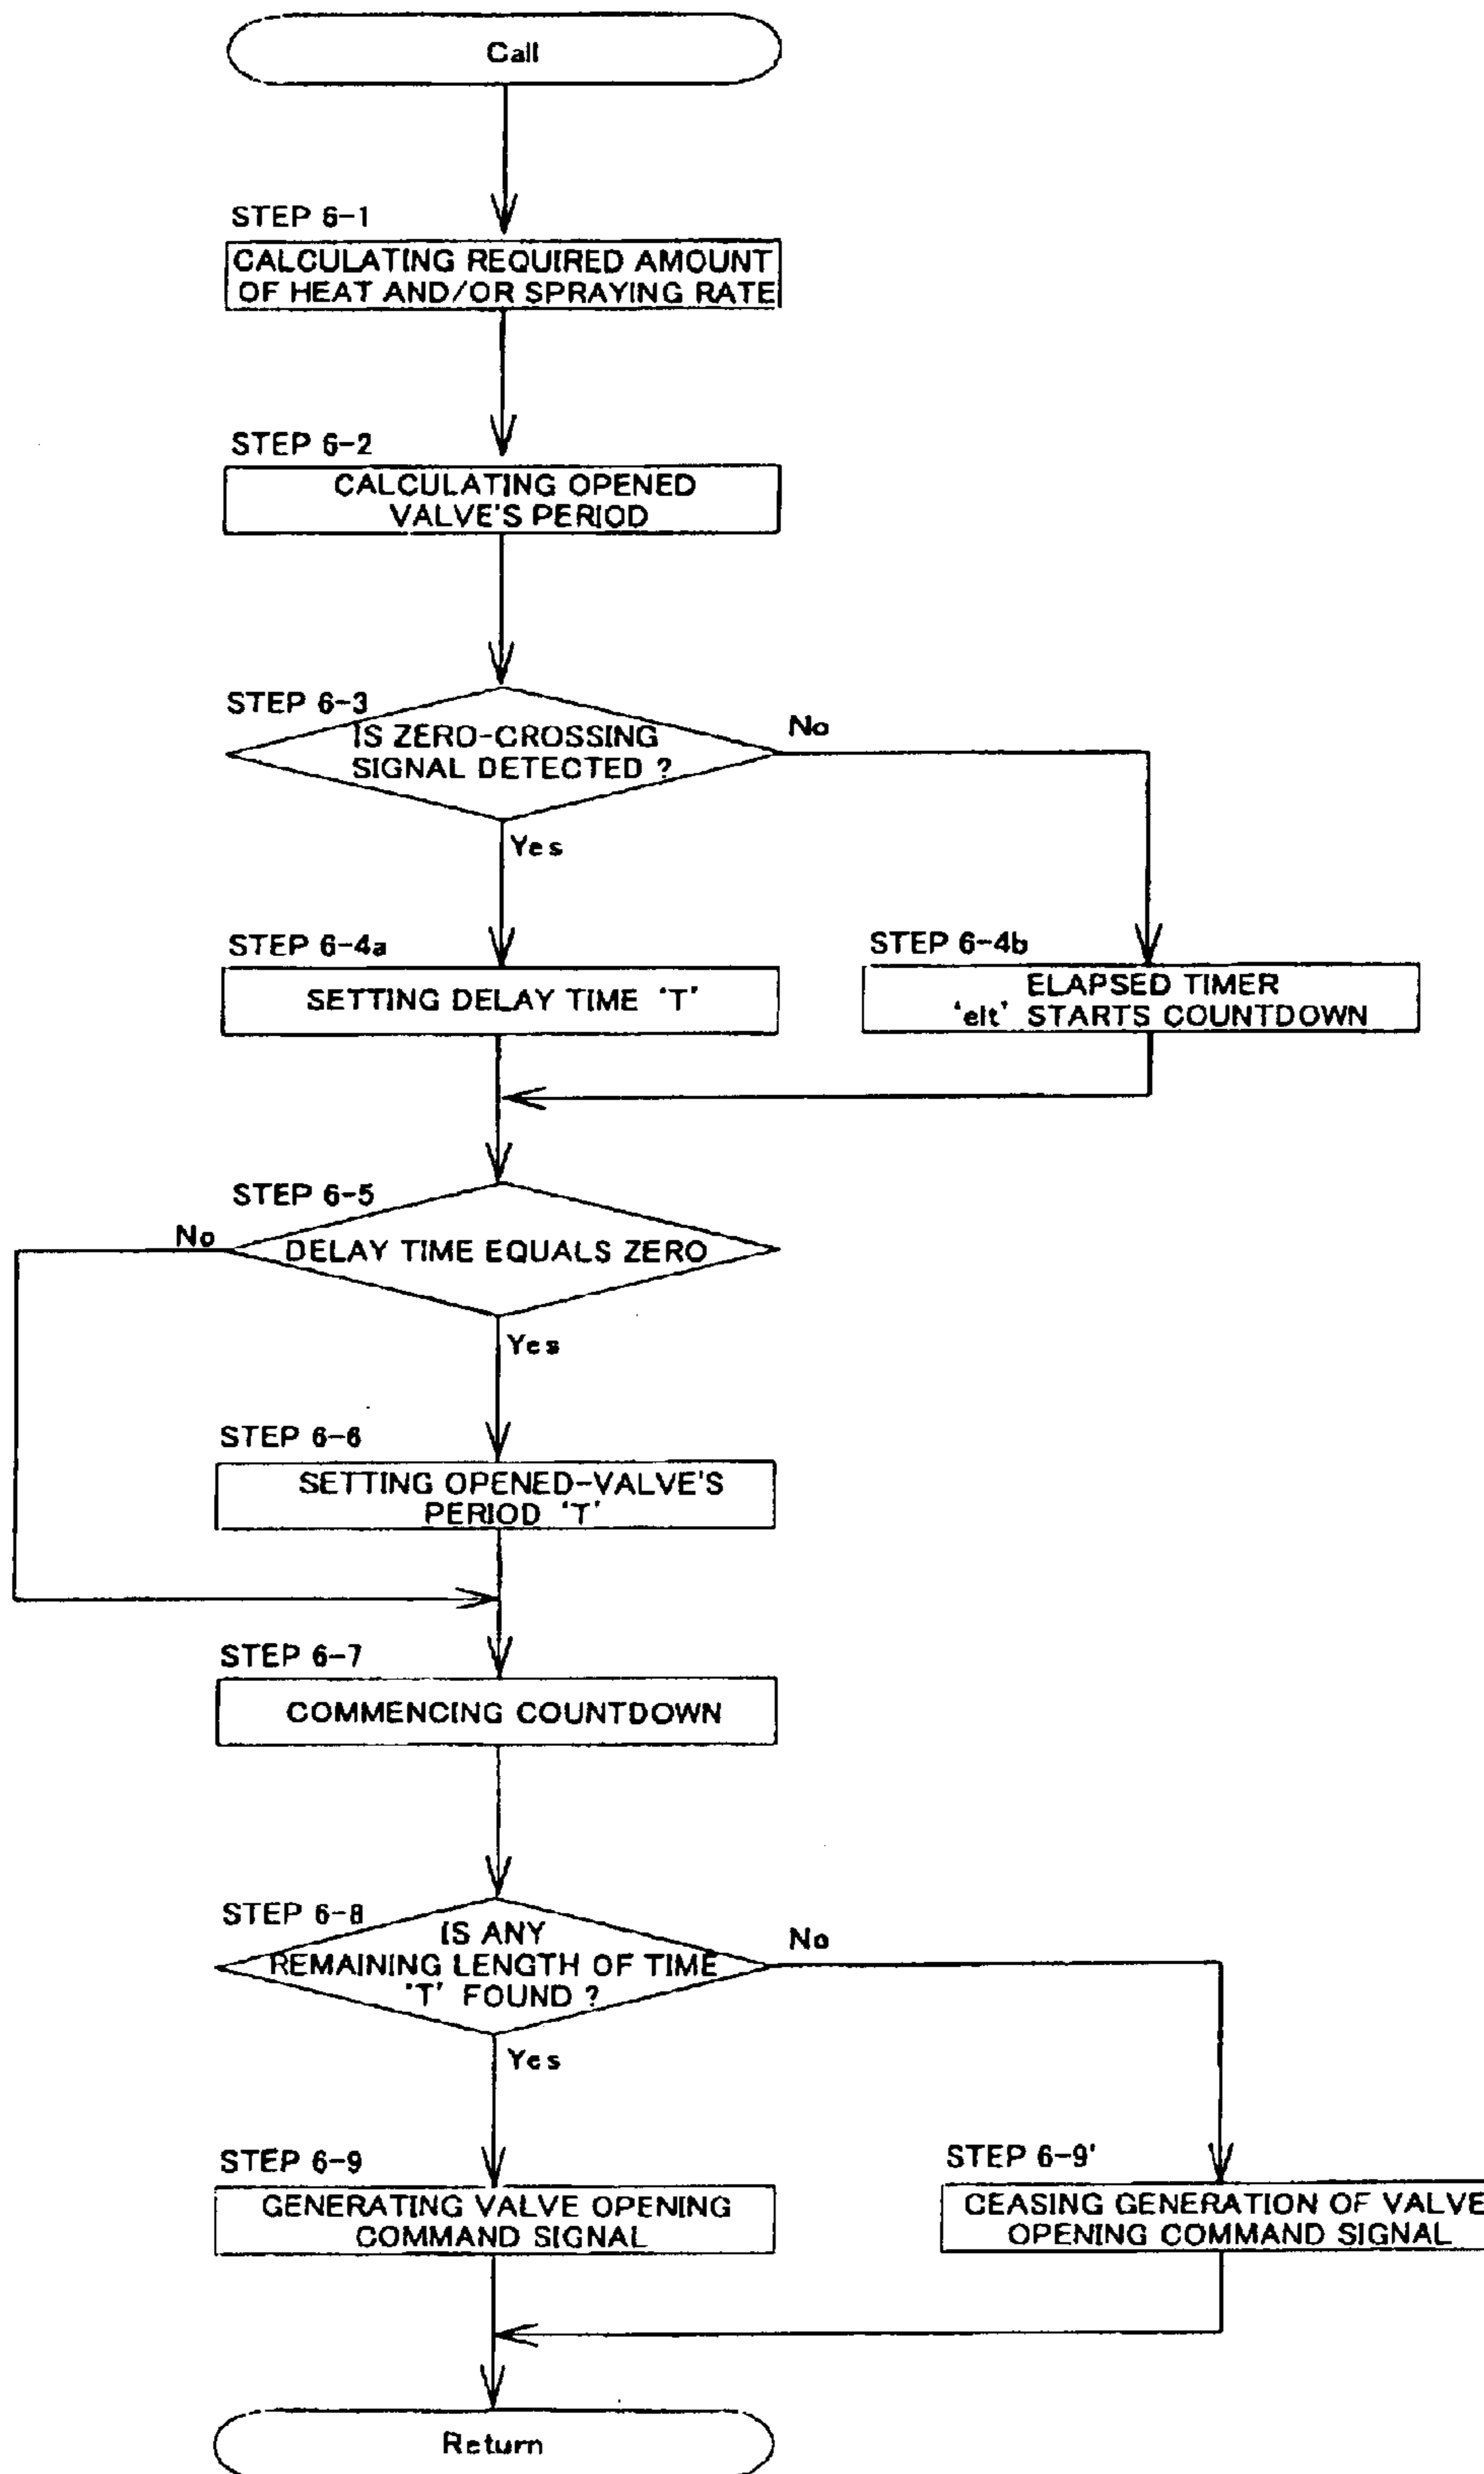 Call
STEP 6-1
CALCULATING REQUIRED AMOUNT
OF HEAT AND/OR SPRAYING RATE
STEP 6-2
CALCULATING OPENED
VALVE'S PERIOD
STEP 6-3
IS ZERO-CROSSING
SIGNAL DETECTED ?
No
Yes
STEP 6-4a
SETTING DELAY TIME 'T'
STEP 6-4b
ELAPSED TIMER
'elt' STARTS COUNTDOWN
STEP 6-5
No
DELAY TIME EQUALS ZERO
Yes
STEP 6-6
SETTING OPENED-VALVE'S
PERIOD 'T'
STEP 6-7
COMMENCING COUNTDOWN
STEP 6-8
IS ANY
REMAINING LENGTH OF TIME
'T' FOUND ?
No
Yes
STEP 6-9
GENERATING VALVE OPENING
COMMAND SIGNAL
STEP 6-9'
CEASING GENERATION OF VALVE
OPENING COMMAND SIGNAL
Return